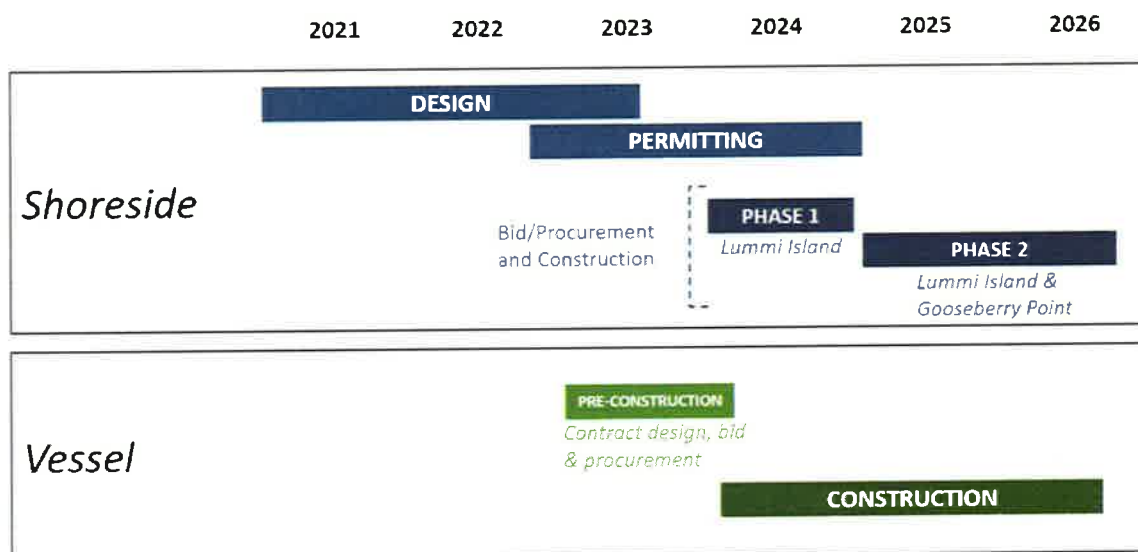 2021 2022 2023 2024 2025 2026
DESIGN
PERMITTING
Shoreside
PHASE 1
Bid/Procurement
and Construction
Lummi Island
PHASE 2
Lummi Island &
Gooseberry Point
PRE-CONSTRUCTION
Contract design, bid
& procurement
Vessel
CONSTRUCTION